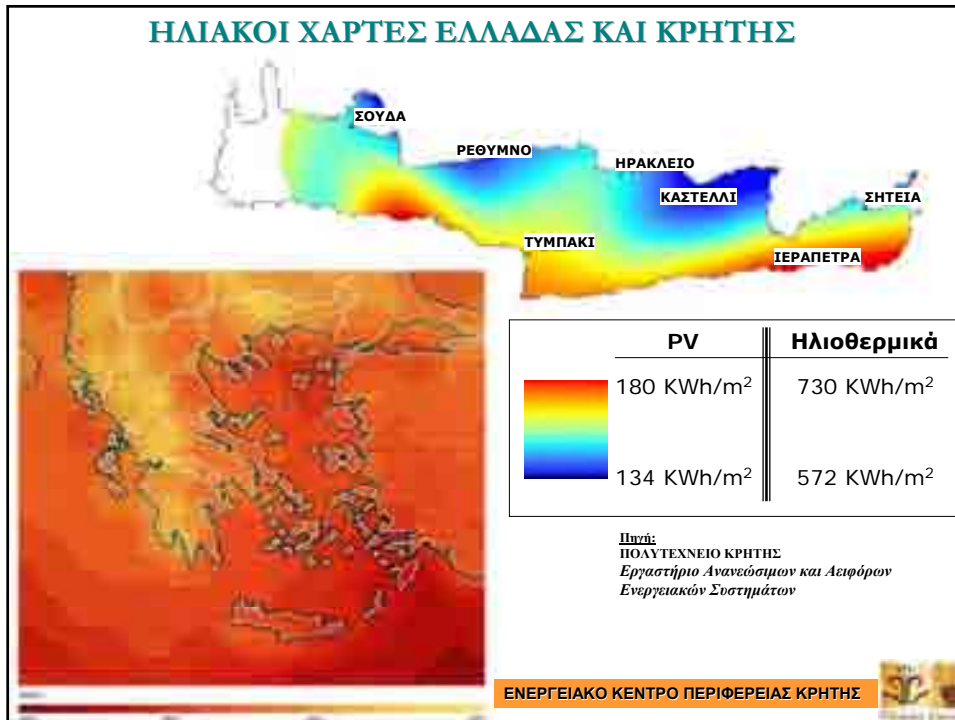 ΗΛΙΑΚΟΙ ΧΑΡΤΕΣ ΕΛΛΑΔΑΣ ΚΑΙ ΚΡΗΤΗΣ
ΣΟΥΔΑ
ΡΕΘΥΜΝΟ
ΗΡΑΚΛΕΙΟ
ΚΑΣΤΕΛΛΙ
ΣΗΤΕΙΑ
ΤΥΜΠΑΚΙ
ΙΕΡΑΠΕΤΡΑ
PV Ηλιοθερμικά
180 KWh/m² 730 KWh/m²
134 KWh/m² 572 KWh/m²
Πηγή:
ΠΟΛΥΤΕΧΝΕΙΟ ΚΡΗΤΗΣ
Εργαστήριο Ανανεώσιμων και Αειφόρων
Ενεργειακών Συστημάτων
ΕΝΕΡΓΕΙΑΚΟ ΚΕΝΤΡΟ ΠΕΡΙΦΕΡΕΙΑΣ ΚΡΗΤΗΣ